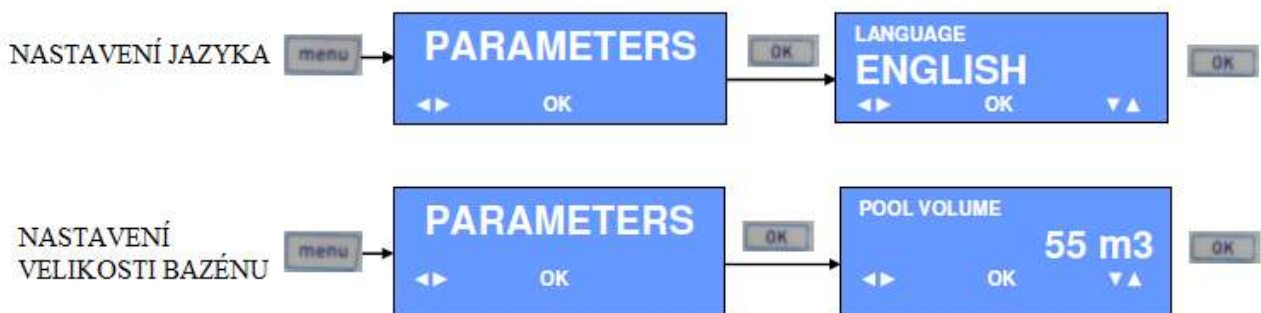 NASTAVENÍ JAZYKA
menu
PARAMETERS
◄► OK
OK
LANGUAGE
ENGLISH
◄► OK ▼▲
OK
NASTAVENÍ
VELIKOSTI BAZÉNU
menu
PARAMETERS
◄► OK
OK
POOL VOLUME
55 m3
◄► OK ▼▲
OK